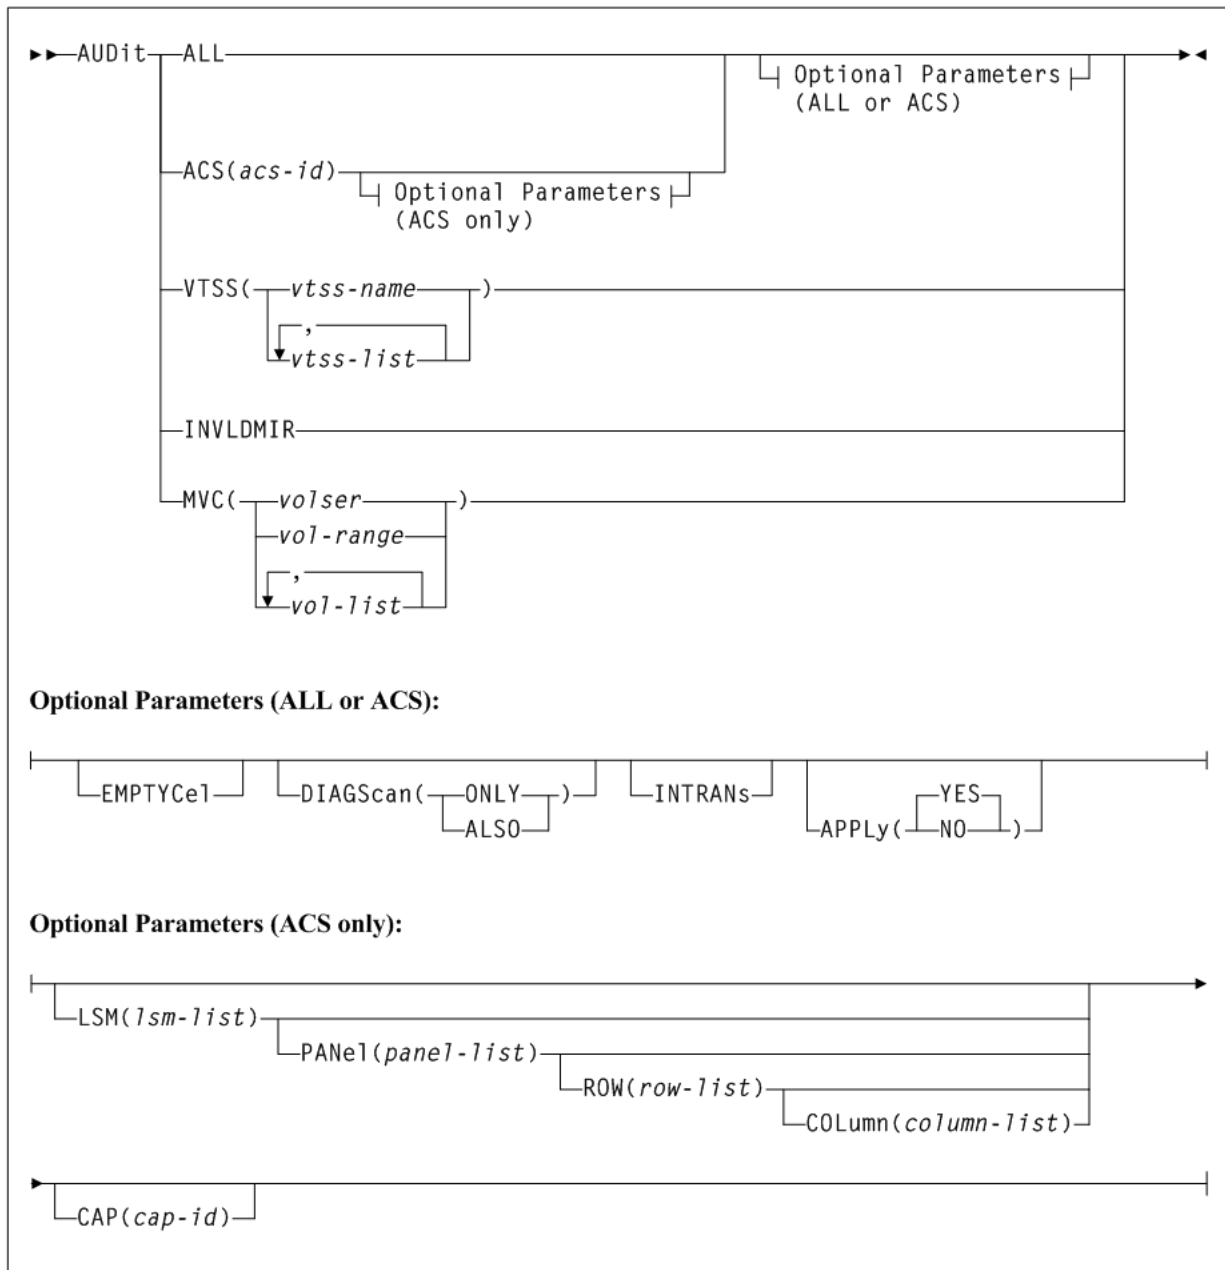 AUDit ALL
Optional Parameters
(ALL or ACS)
ACS(acs-id)
Optional Parameters
(ACS only)
VTSS( vtss-name )
,
vtss-list
INVLDMIR
MVC( volser )
vol-range
,
vol-list
Optional Parameters (ALL or ACS):
EMPTYCel DIAGScan( ONLY ) INTRANs YES
ALSO APPLy( NO )
Optional Parameters (ACS only):
LSM(lsm-list)
PANel(panel-list)
ROW(row-list)
COLumn(column-list)
CAP(cap-id)